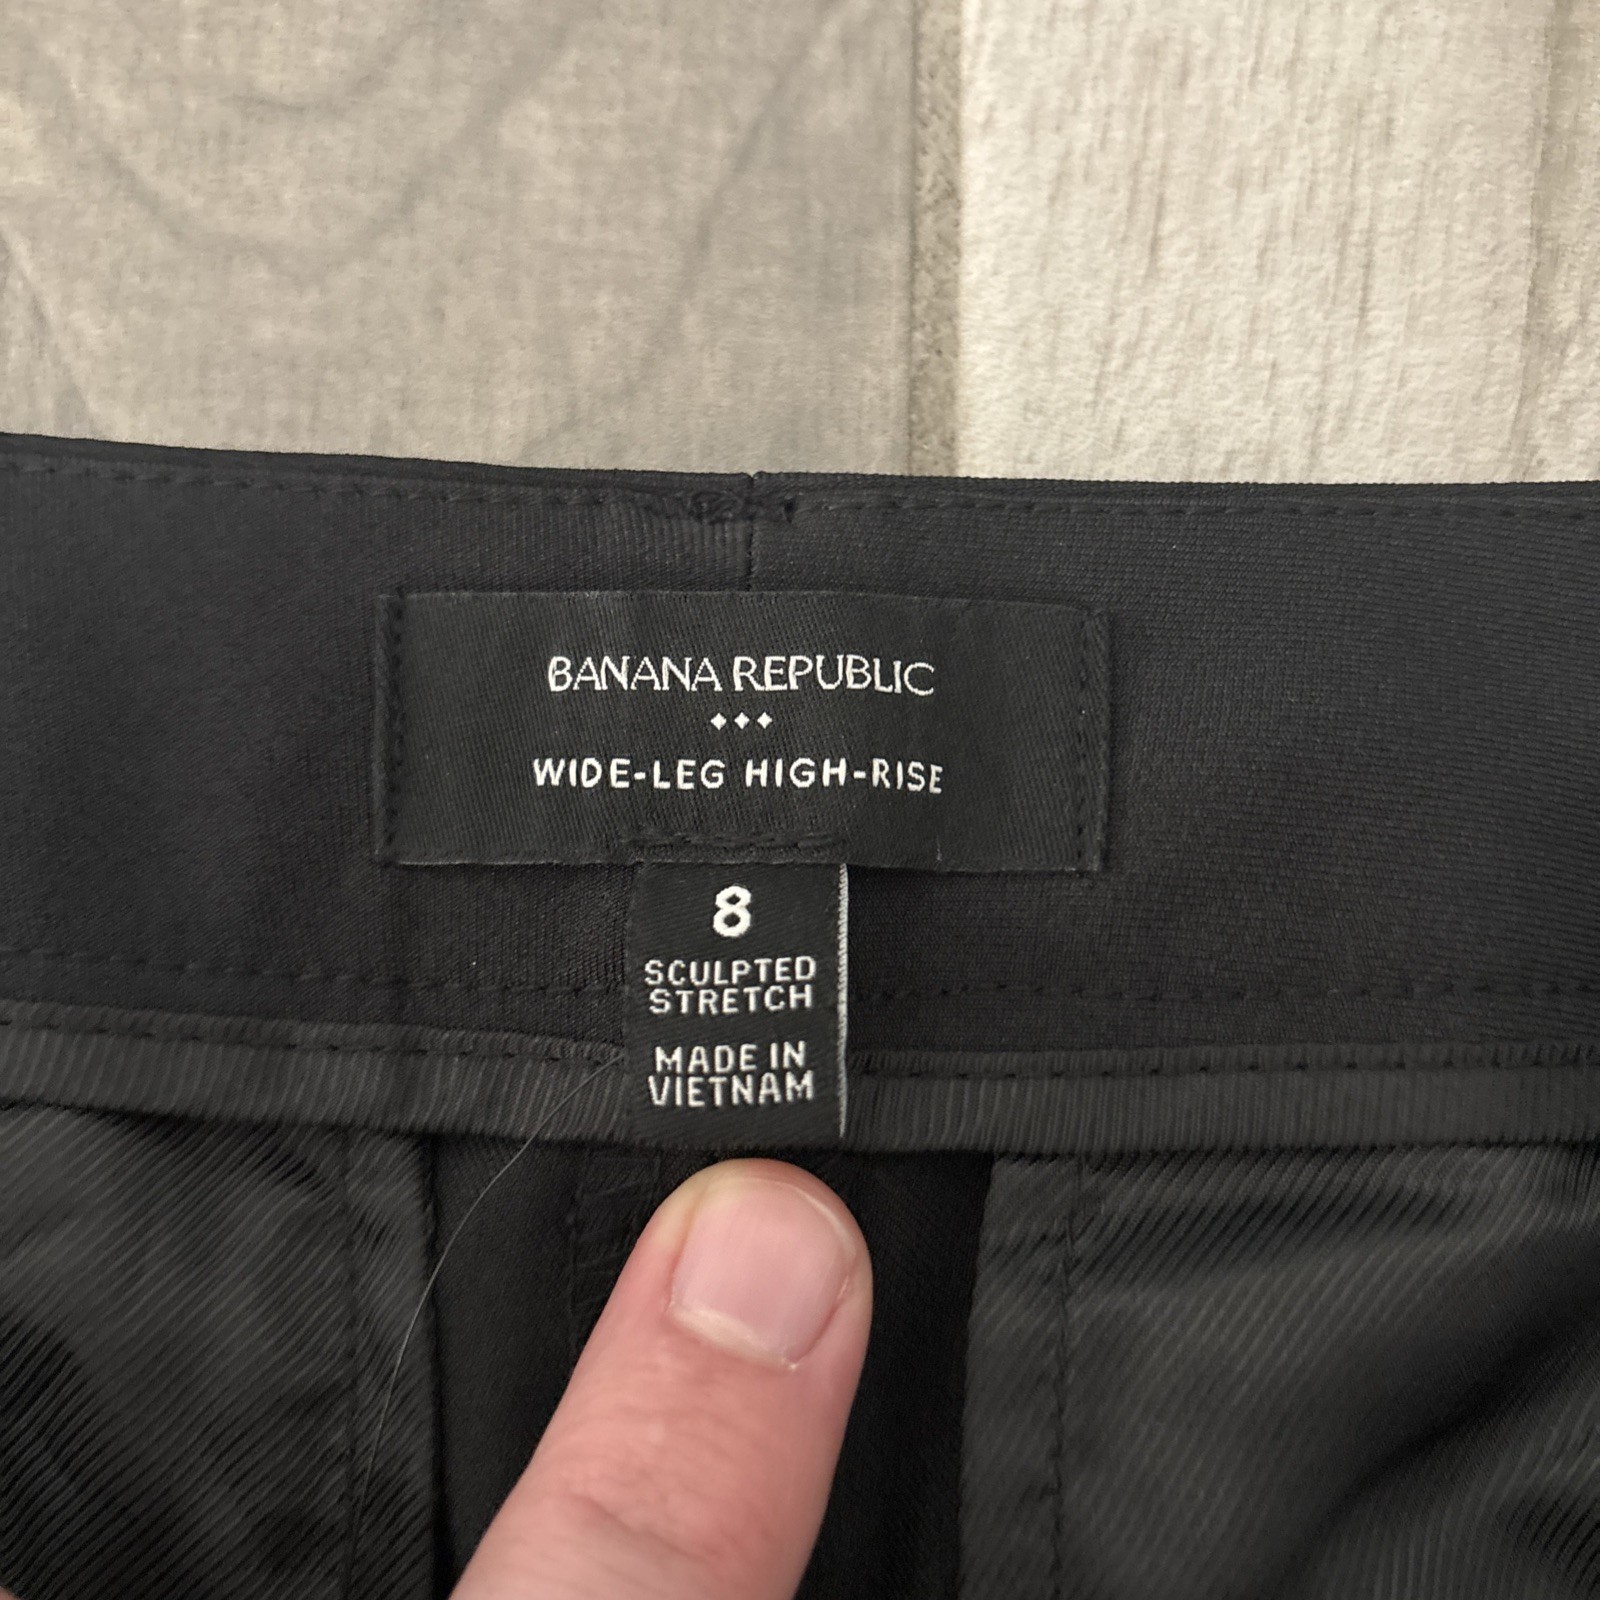 BANANA REPUBLIC
WIDE-LEG HIGH-RISE
8
SCULPTED
STRETCH
MADE IN
VIETNAM